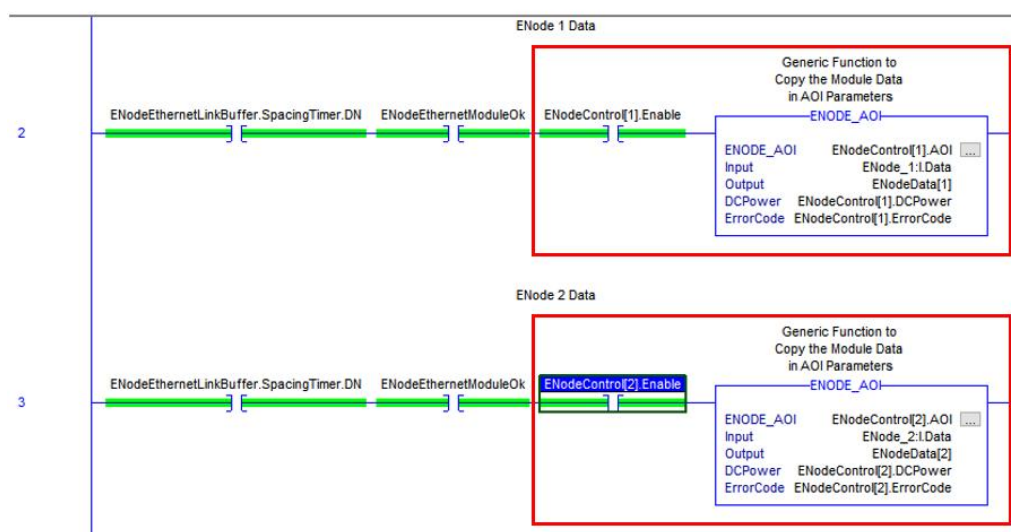 ENode 1 Data
Generic Function to
Copy the Module Data
in AOI Parameters
ENodeEthernetLinkBuffer.SpacingTimer.DN ENodeEthernetModuleOk ENodeControl[1].Enable ENODE_AOI
2
ENODE_AOI ENodeControl[1].AOI ...
Input ENode_1:I.Data
Output ENodeData[1]
DCPower ENodeControl[1].DCPower
ErrorCode ENodeControl[1].ErrorCode
ENode 2 Data
Generic Function to
Copy the Module Data
in AOI Parameters
ENodeEthernetLinkBuffer.SpacingTimer.DN ENodeEthernetModuleOk ENodeControl[2].Enable ENODE_AOI
3
ENODE_AOI ENodeControl[2].AOI ...
Input ENode_2:I.Data
Output ENodeData[2]
DCPower ENodeControl[2].DCPower
ErrorCode ENodeControl[2].ErrorCode